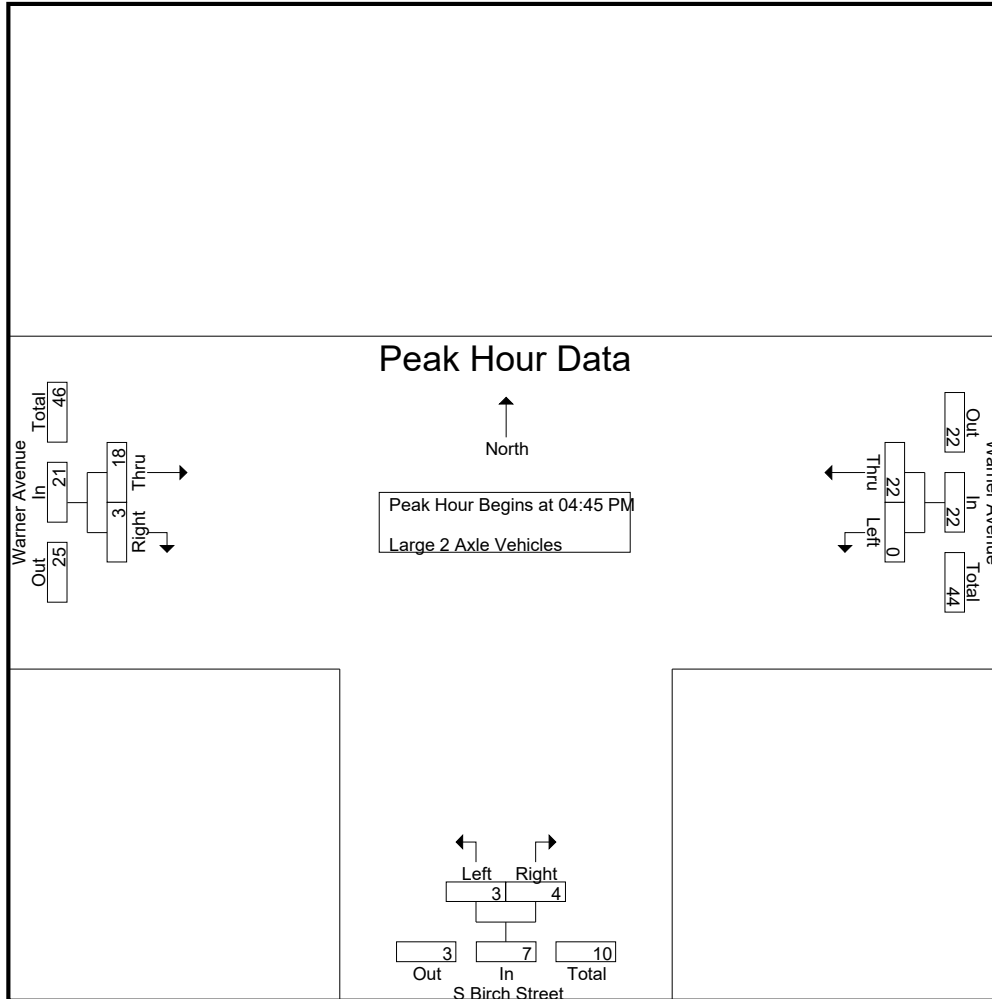 Peak Hour Data
North
Peak Hour Begins at 04:45 PM
Large 2 Axle Vehicles
Warner Avenue
Total
46
In
21
Out
25
18
Thru
3
Right
Warner Avenue
Out
22
In
22
Total
44
Thru
22
Left
0
Left Right
3 4
3 7 10
Out In Total
S Birch Street